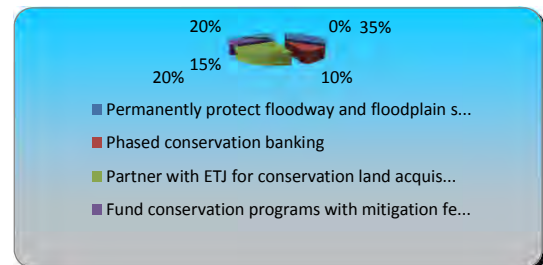 20% 0% 35%
15%
20% 10%
Permanently protect floodway and floodplain s...
Phased conservation banking
Partner with ETJ for conservation land acquis...
Fund conservation programs with mitigation fe...